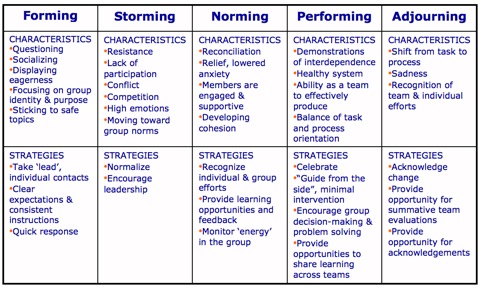 Forming
Storming
Norming
Performing
Adjourning
CHARACTERISTICS
•Questioning
•Socializing
•Displaying
eagerness
•Focusing on group
identity & purpose
•Sticking to safe
topics
CHARACTERISTICS
•Resistance
•Lack of
participation
•Conflict
•Competition
•High emotions
•Moving toward
group norms
CHARACTERISTICS
•Reconciliation
•Relief, lowered
anxiety
•Members are
engaged &
supportive
•Developing
cohesion
CHARACTERISTICS
•Demonstrations
of interdependence
•Healthy system
•Ability as a team
to effectively
produce
•Balance of task
and process
orientation
CHARACTERISTICS
•Shift from task to
process
•Sadness
•Recognition of
team & individual
efforts
STRATEGIES
•Take ‘lead’,
individual contacts
•Clear
expectations &
consistent
instructions
•Quick response
STRATEGIES
•Normalize
•Encourage
leadership
STRATEGIES
•Recognize
individual & group
efforts
•Provide learning
opportunities and
feedback
•Monitor ‘energy’
in the group
STRATEGIES
•Celebrate
•“Guide from the
side”, minimal
intervention
•Encourage group
decision-making &
problem solving
•Provide
opportunities to
share learning
across teams
STRATEGIES
•Acknowledge
change
•Provide
opportunity for
summative team
evaluations
•Provide
opportunity for
acknowledgements